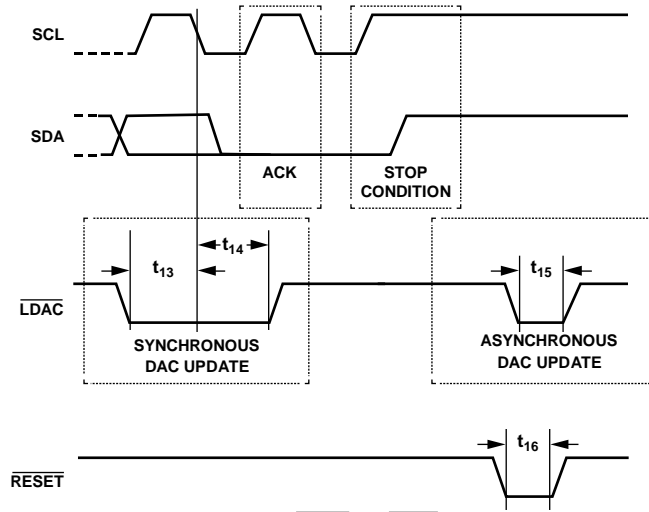 SCL
SDA
ACK
STOP
CONDITION
t13
t14
t15
LDAC
SYNCHRONOUS
DAC UPDATE
ASYNCHRONOUS
DAC UPDATE
t16
RESET